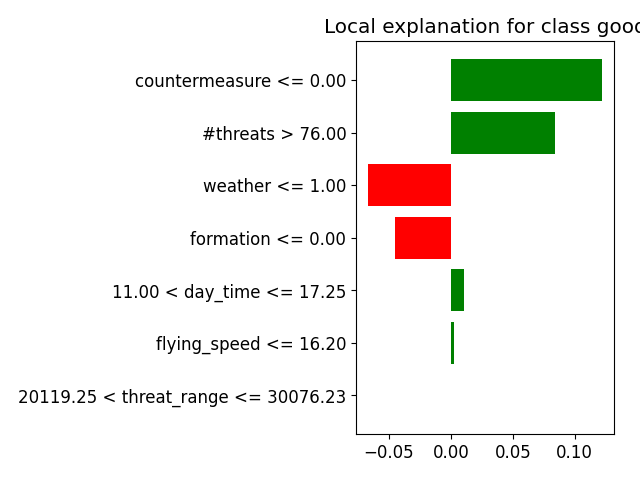 Local explanation for class good
countermeasure <= 0.00
#threats > 76.00
weather <= 1.00
formation <= 0.00
11.00 < day_time <= 17.25
flying_speed <= 16.20
20119.25 < threat_range <= 30076.23
−0.05 0.00 0.05 0.10